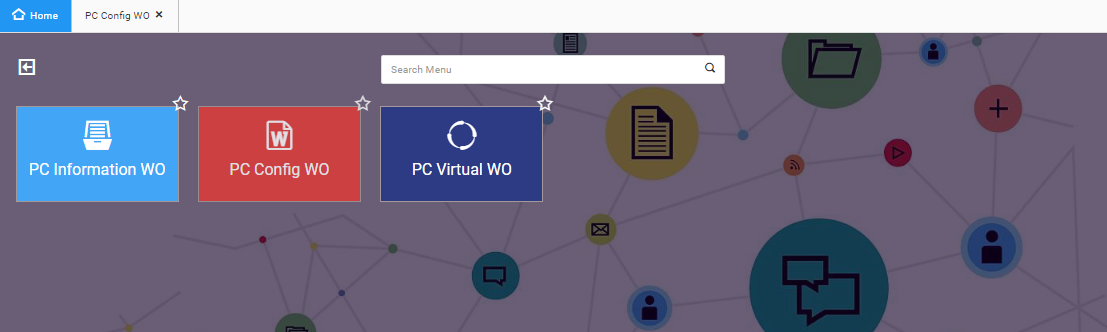 Home
PC Config WO
Search Menu
PC Information WO
PC Config WO
PC Virtual WO